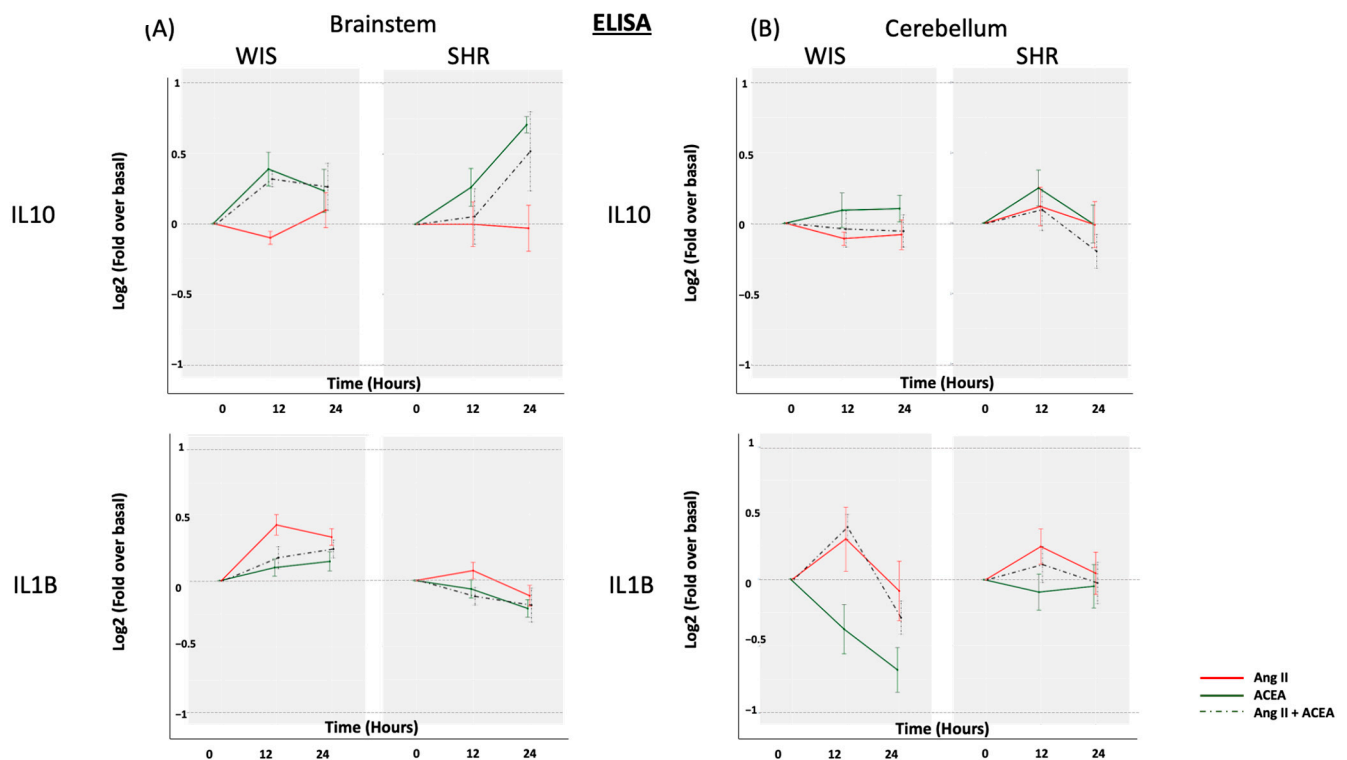 (A) Brainstem ELISA (B) Cerebellum
WIS SHR WIS SHR
IL10
Log2 (Fold over basal)
1
0.5
0
−0.5
−1
Time (Hours)
0 12 24 0 12 24
IL10
Log2 (Fold over basal)
1
0.5
0
−0.5
−1
Time (Hours)
0 12 24 0 12 24
IL1B
Log2 (Fold over basal)
1
0.5
0
−0.5
−1
Time (Hours)
0 12 24 0 12 24
IL1B
Log2 (Fold over basal)
1
0.5
0
−0.5
−1
Time (Hours)
0 12 24 0 12 24
Ang II
ACEA
Ang II + ACEA